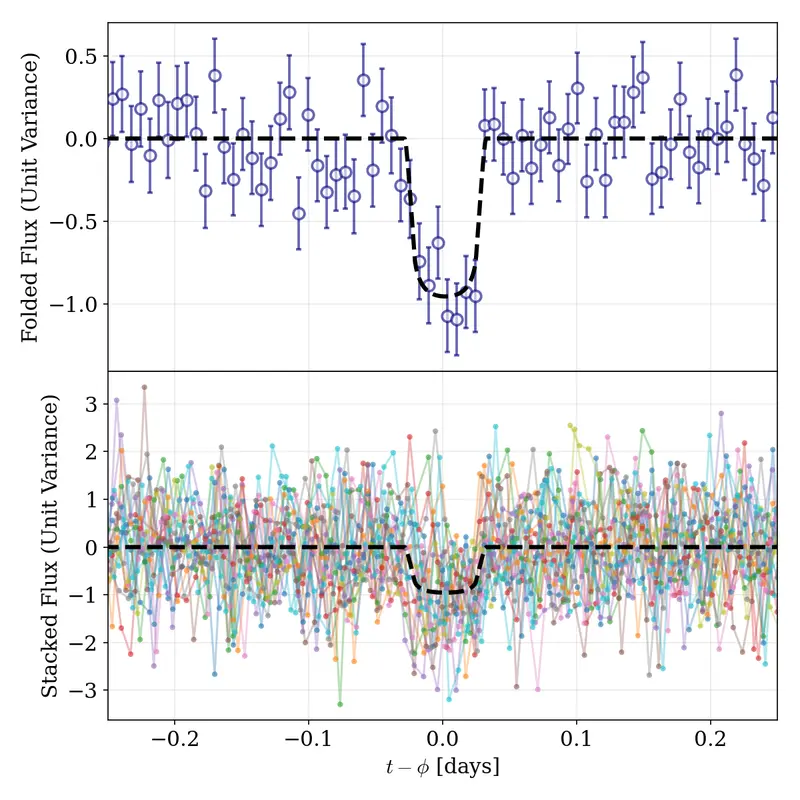 Folded Flux (Unit Variance)
0.5
0.0
−0.5
−1.0
Stacked Flux (Unit Variance)
3
2
1
0
−1
−2
−3
−0.2 −0.1 0.0 0.1 0.2
t − ϕ [days]